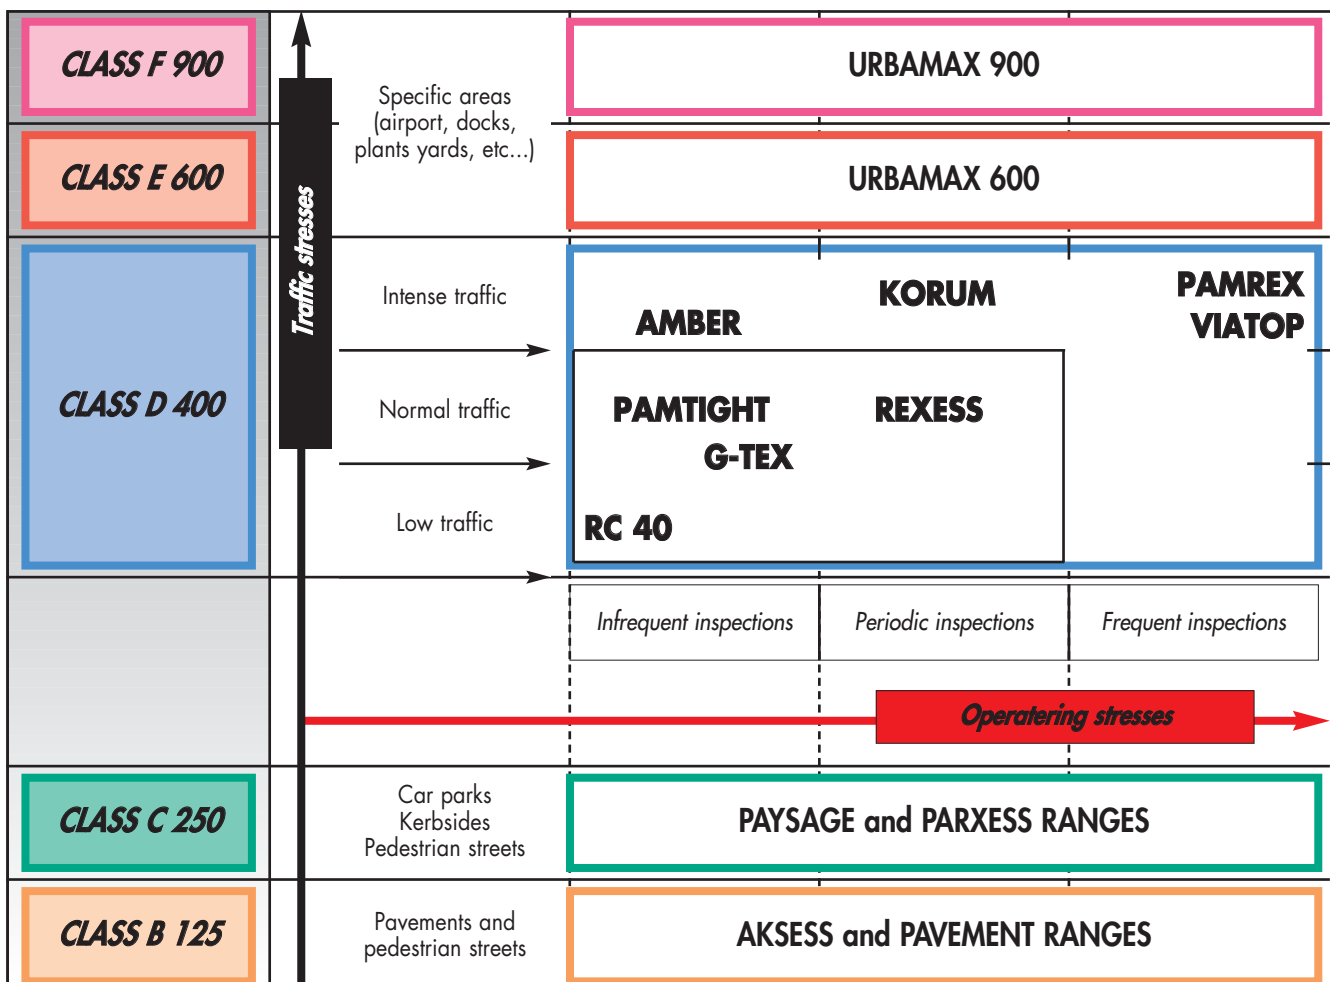 CLASS F 900
URBAMAX 900
Specific areas
(airport, docks,
plants yards, etc...)
CLASS E 600
URBAMAX 600
Traffic stresses
CLASS D 400
Intense traffic
Normal traffic
Low traffic
AMBER
KORUM
PAMREX
VIATOP
PAMTIGHT
REXESS
G-TEX
RC 40
Infrequent inspections
Periodic inspections
Frequent inspections
Operatering stresses
CLASS C 250
Car parks
Kerbsides
Pedestrian streets
PAYSAGE and PARXESS RANGES
CLASS B 125
Pavements and
pedestrian streets
AKSESS and PAVEMENT RANGES